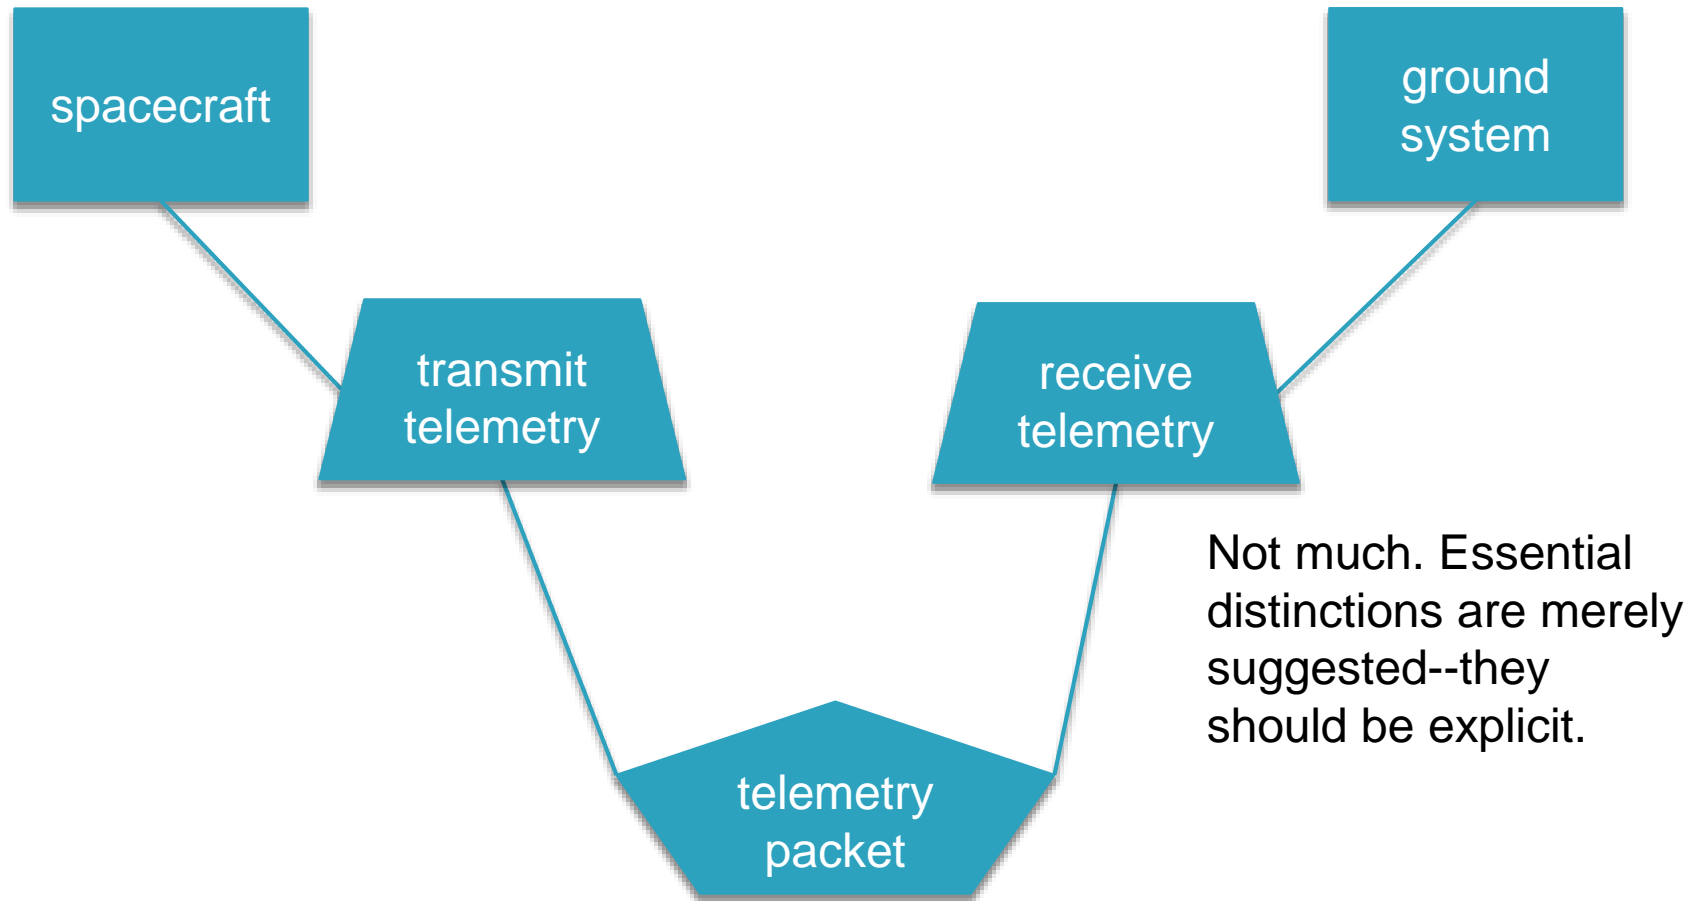 spacecraft
ground
system
transmit
telemetry
receive
telemetry
Not much. Essential
distinctions are merely
suggested--they
should be explicit.
telemetry
packet